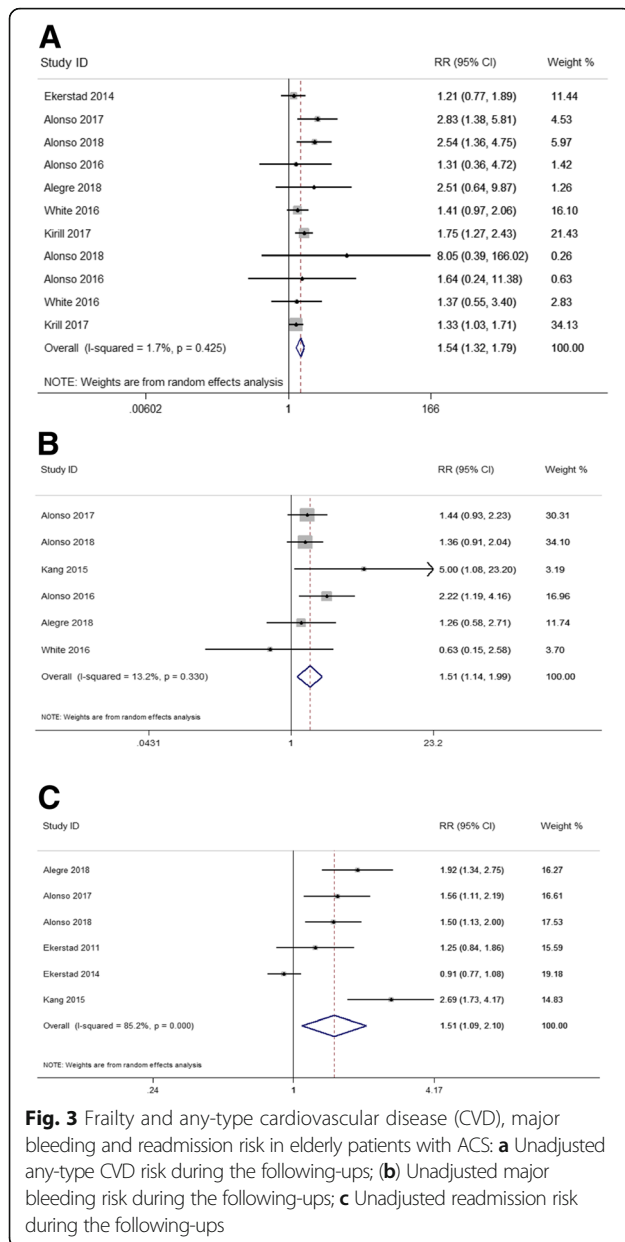 A
Study ID RR (95% CI) Weight %
Ekerstad 2014 1.21 (0.77, 1.89) 11.44
Alonso 2017 2.83 (1.38, 5.81) 4.53
Alonso 2018 2.54 (1.36, 4.75) 5.97
Alonso 2016 1.31 (0.36, 4.72) 1.42
Alegre 2018 2.51 (0.64, 9.87) 1.26
White 2016 1.41 (0.97, 2.06) 16.10
Kirill 2017 1.75 (1.27, 2.43) 21.43
Alonso 2018 8.05 (0.39, 166.02) 0.26
Alonso 2016 1.64 (0.24, 11.38) 0.63
White 2016 1.37 (0.55, 3.40) 2.83
Krill 2017 1.33 (1.03, 1.71) 34.13
Overall (I-squared = 1.7%, p = 0.425) 1.54 (1.32, 1.79) 100.00
NOTE: Weights are from random effects analysis
.00602 1 166
B
Study ID RR (95% CI) Weight %
Alonso 2017 1.44 (0.93, 2.23) 30.31
Alonso 2018 1.36 (0.91, 2.04) 34.10
Kang 2015 5.00 (1.08, 23.20) 3.19
Alonso 2016 2.22 (1.19, 4.16) 16.96
Alegre 2018 1.26 (0.58, 2.71) 11.74
White 2016 0.63 (0.15, 2.58) 3.70
Overall (I-squared = 13.2%, p = 0.330) 1.51 (1.14, 1.99) 100.00
NOTE: Weights are from random effects analysis
.0431 1 23.2
C
Study ID RR (95% CI) Weight %
Alegre 2018 1.92 (1.34, 2.75) 16.27
Alonso 2017 1.56 (1.11, 2.19) 16.61
Alonso 2018 1.50 (1.13, 2.00) 17.53
Ekerstad 2011 1.25 (0.84, 1.86) 15.59
Ekerstad 2014 0.91 (0.77, 1.08) 19.18
Kang 2015 2.69 (1.73, 4.17) 14.83
Overall (I-squared = 85.2%, p = 0.000) 1.51 (1.09, 2.10) 100.00
NOTE: Weights are from random effects analysis
.24 1 4.17
Fig. 3 Frailty and any-type cardiovascular disease (CVD), major
bleeding and readmission risk in elderly patients with ACS: a Unadjusted
any-type CVD risk during the following-ups; (b) Unadjusted major
bleeding risk during the following-ups; c Unadjusted readmission risk
during the following-ups